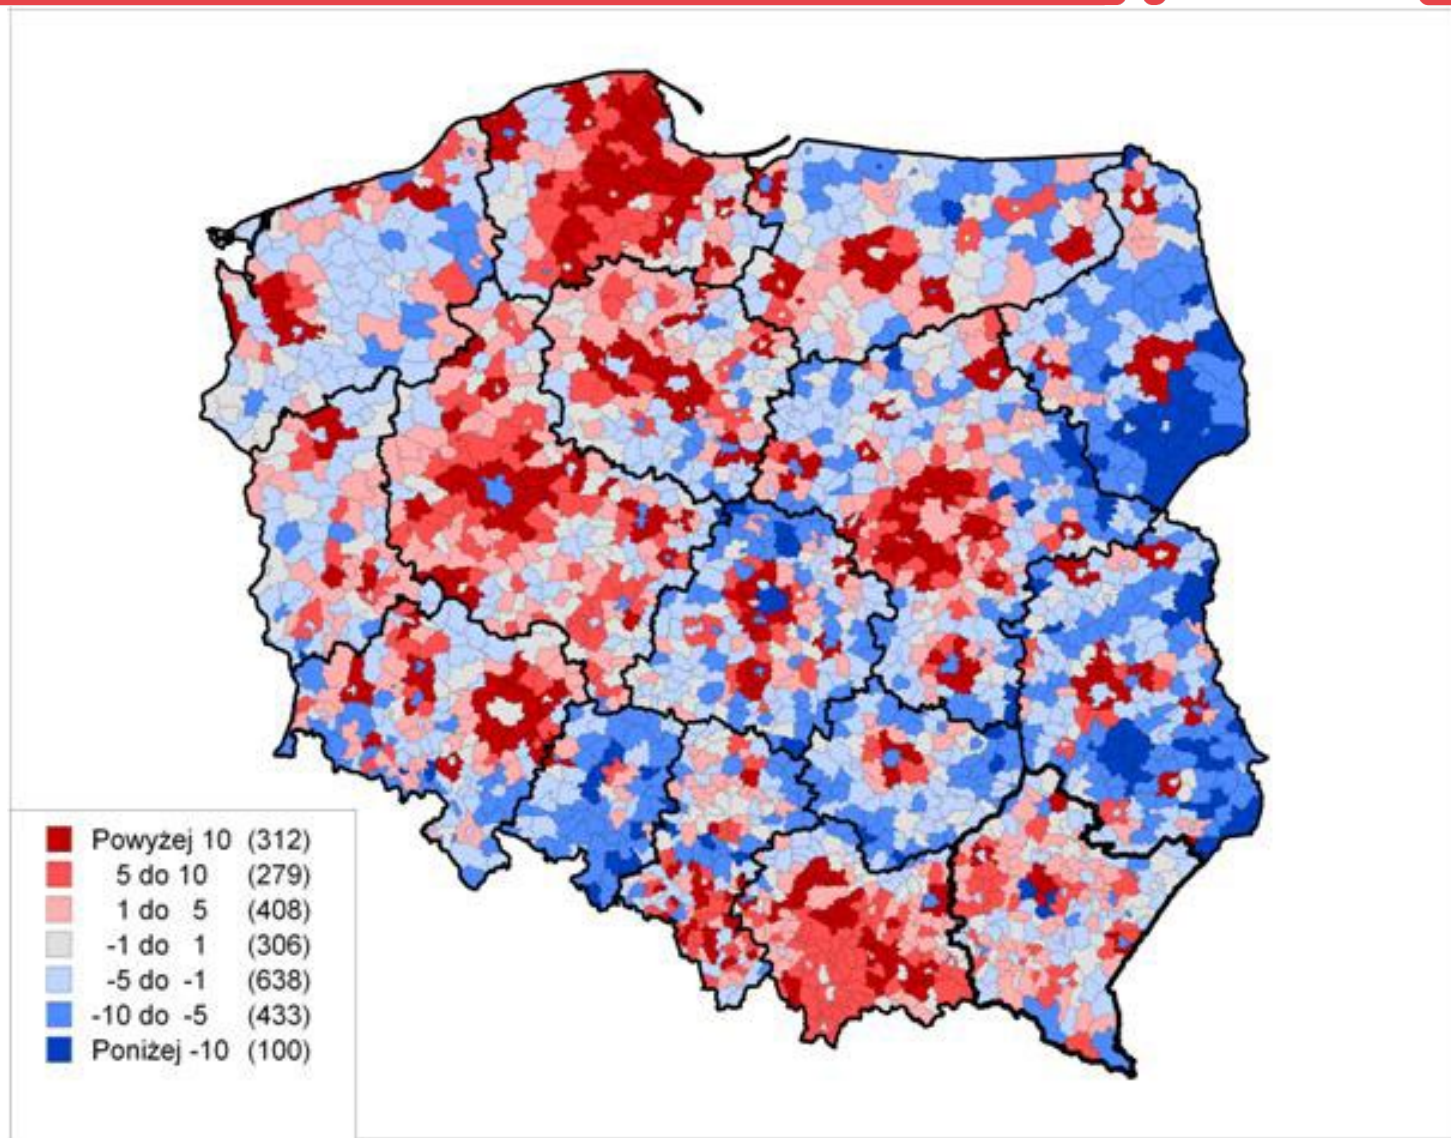 Powyżej 10 (312)
5 do 10 (279)
1 do 5 (408)
-1 do 1 (306)
-5 do -1 (638)
-10 do -5 (433)
Poniżej -10 (100)